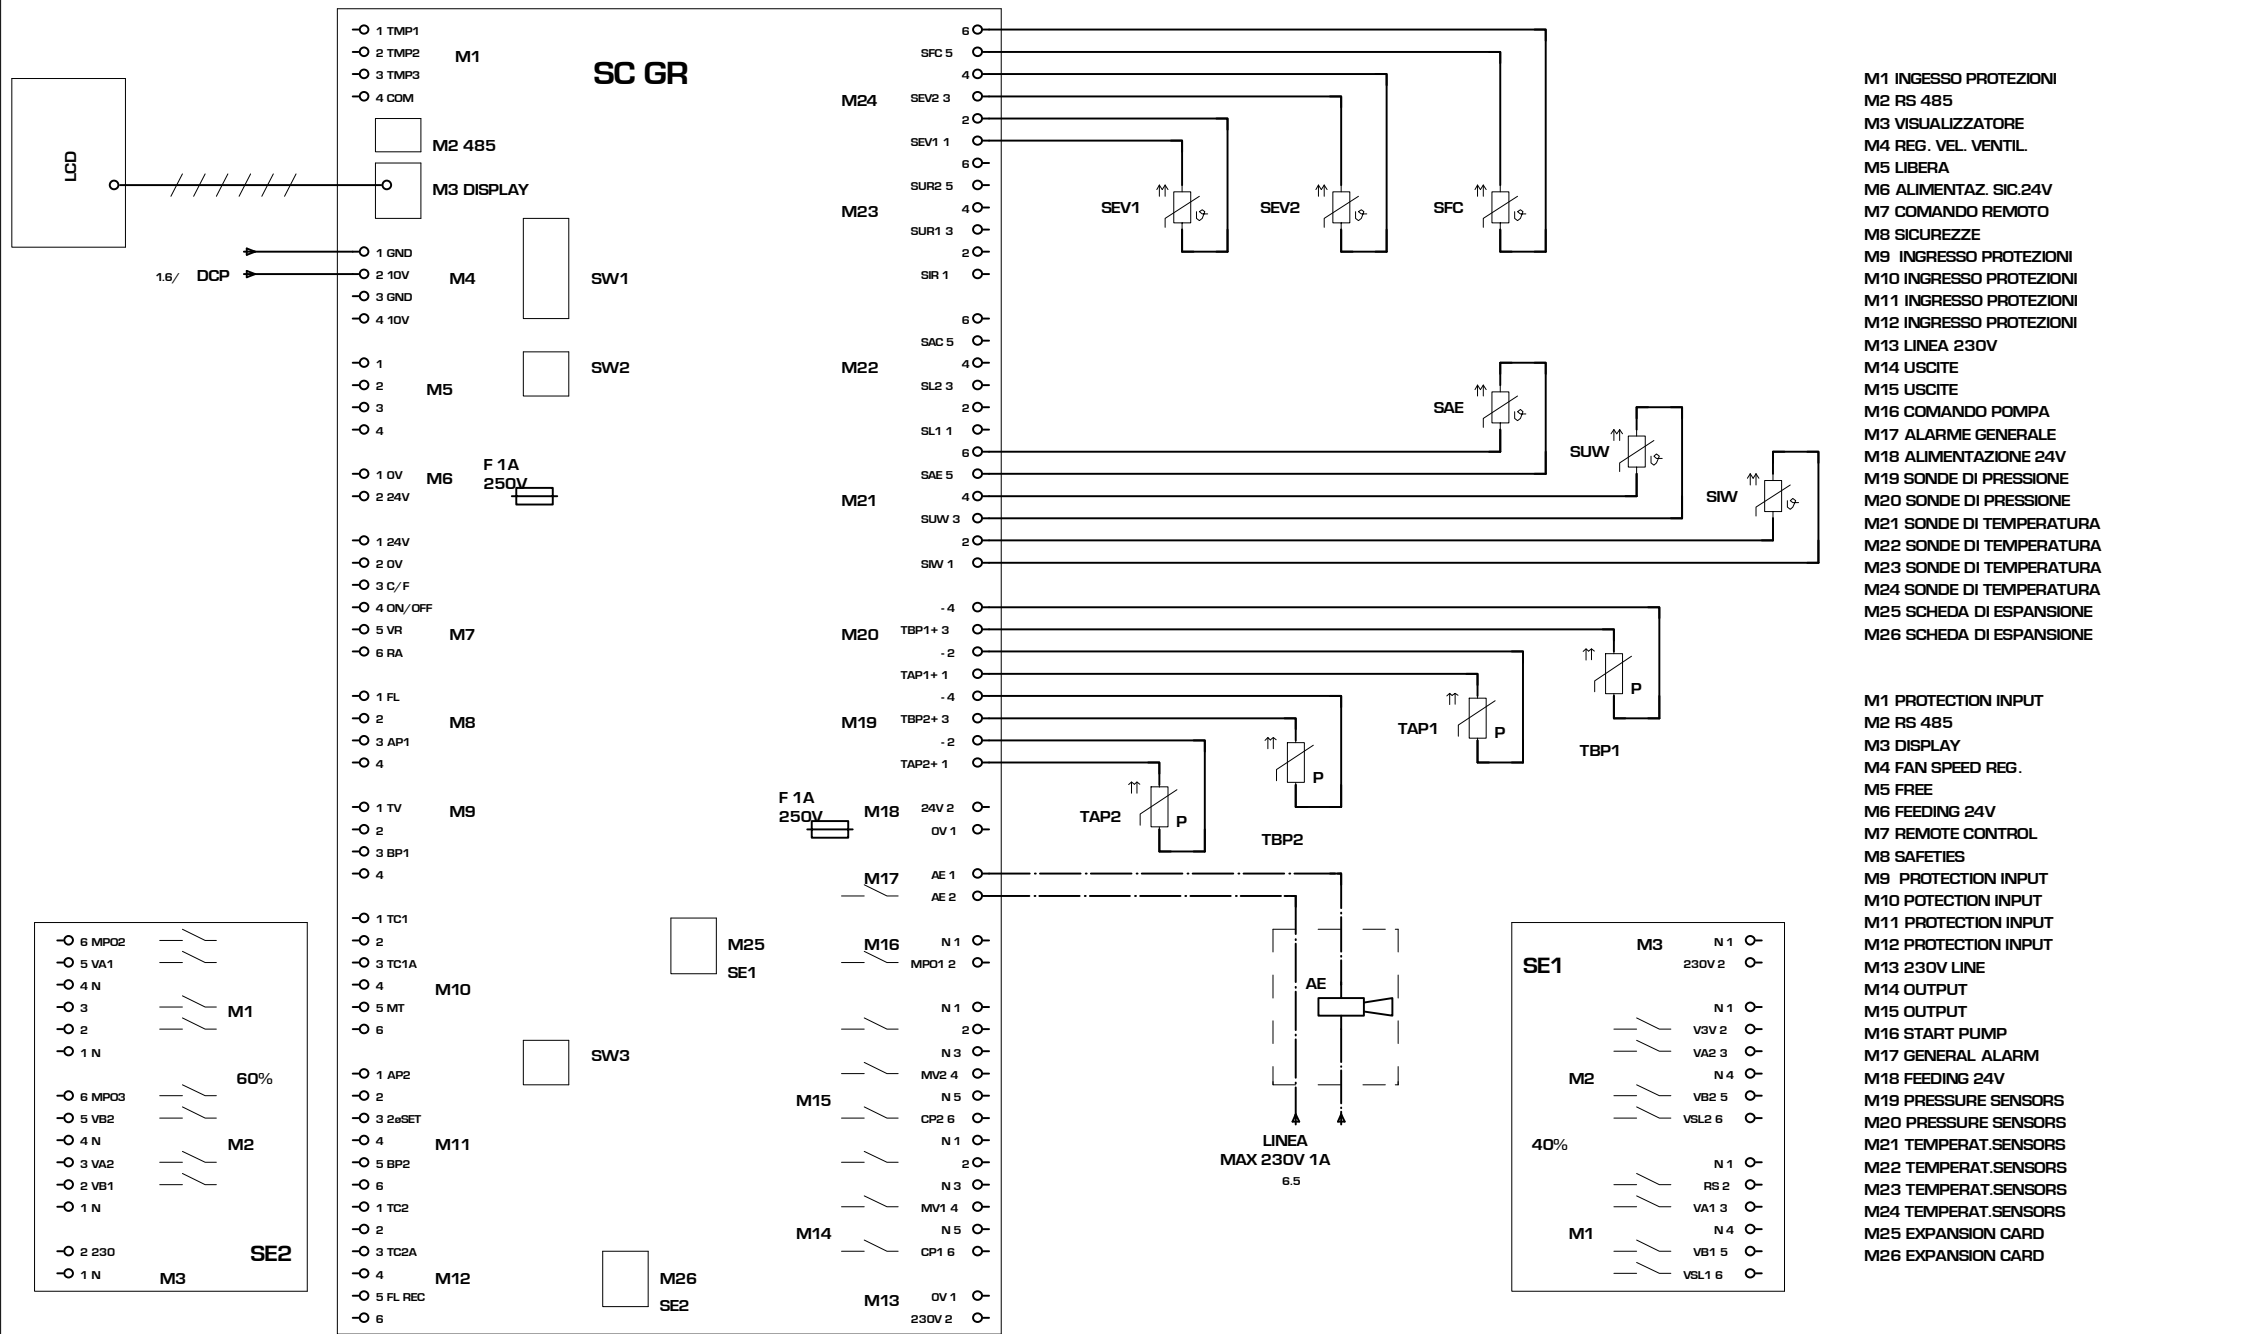 LCD
1.6/ DCP
SC GR
1 TMP1
2 TMP2
3 TMP3
4 COM
M1
M2 485
M3 DISPLAY
1 GND
2 10V
3 GND
4 10V
M4
SW1
1
2
3
4
M5
SW2
1 0V
2 24V
M6
F 1A
250V
1 24V
2 0V
3 C/F
4 ON/OFF
5 VR
6 RA
M7
1 FL
2
3 AP1
4
M8
1 TV
2
3 BP1
4
M9
1 TC1
2
3 TC1A
4
5 MT
6
M10
1 AP2
2
3 2øSET
4
5 BP2
6
M11
1 TC2
2
3 TC2A
4
5 FL REC
6
M12
M25
SE1
SW3
M26
SE2
6
SFC 5
4
SEV2 3
2
SEV1 1
M24
6
SUR2 5
4
SUR1 3
2
SIR 1
M23
6
SAC 5
4
SL2 3
2
SL1 1
M22
6
SAE 5
4
SUW 3
2
SIW 1
M21
- 4
TBP1+ 3
- 2
TAP1+ 1
M20
- 4
TBP2+ 3
- 2
TAP2+ 1
M19
F 1A
250V
M18
24V 2
0V 1
M17
AE 1
AE 2
M16
N 1
MPO1 2
N 1
2
N 3
MV2 4
N 5
CP2 6
M15
N 1
2
N 3
MV1 4
N 5
CP1 6
M14
M13
0V 1
230V 2
SEV1
SEV2
SFC
SAE
SUW
SIW
TAP2
P
TBP2
P
TAP1
P
TBP1
P
AE
LINEA
MAX 230V 1A
6.5
6 MPO2
5 VA1
4 N
3
2
1 N
M1
60%
6 MPO3
5 VB2
4 N
3 VA2
2 VB1
1 N
M2
2 230
1 N
M3
SE2
SE1
M3
N 1
230V 2
N 1
V3V 2
VA2 3
N 4
VB2 5
VSL2 6
M2
40%
N 1
RS 2
VA1 3
N 4
VB1 5
VSL1 6
M1
M1 INGESSO PROTEZIONI
M2 RS 485
M3 VISUALIZZATORE
M4 REG. VEL. VENTIL.
M5 LIBERA
M6 ALIMENTAZ. SIC.24V
M7 COMANDO REMOTO
M8 SICUREZZE
M9 INGRESSO PROTEZIONI
M10 INGRESSO PROTEZIONI
M11 INGRESSO PROTEZIONI
M12 INGRESSO PROTEZIONI
M13 LINEA 230V
M14 USCITE
M15 USCITE
M16 COMANDO POMPA
M17 ALARME GENERALE
M18 ALIMENTAZIONE 24V
M19 SONDE DI PRESSIONE
M20 SONDE DI PRESSIONE
M21 SONDE DI TEMPERATURA
M22 SONDE DI TEMPERATURA
M23 SONDE DI TEMPERATURA
M24 SONDE DI TEMPERATURA
M25 SCHEDA DI ESPANSIONE
M26 SCHEDA DI ESPANSIONE
M1 PROTECTION INPUT
M2 RS 485
M3 DISPLAY
M4 FAN SPEED REG.
M5 FREE
M6 FEEDING 24V
M7 REMOTE CONTROL
M8 SAFETIES
M9 PROTECTION INPUT
M10 POTECTION INPUT
M11 PROTECTION INPUT
M12 PROTECTION INPUT
M13 230V LINE
M14 OUTPUT
M15 OUTPUT
M16 START PUMP
M17 GENERAL ALARM
M18 FEEDING 24V
M19 PRESSURE SENSORS
M20 PRESSURE SENSORS
M21 TEMPERAT.SENSORS
M22 TEMPERAT.SENSORS
M23 TEMPERAT.SENSORS
M24 TEMPERAT.SENSORS
M25 EXPANSION CARD
M26 EXPANSION CARD